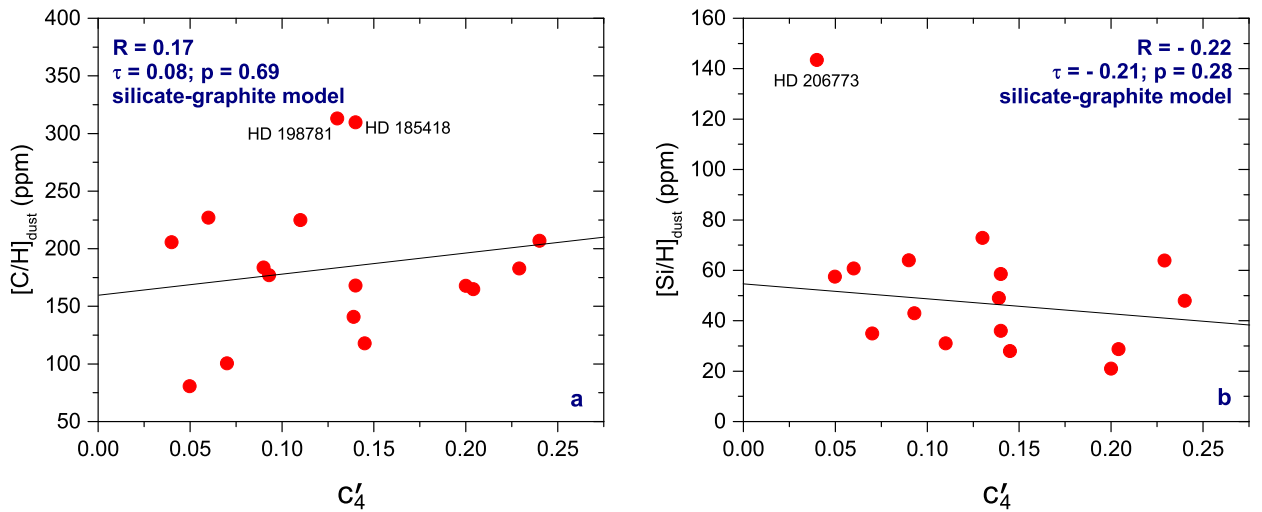 R = 0.17
τ = 0.08; p = 0.69
silicate-graphite model
HD 198781
HD 185418
a
400
350
300
250
200
150
100
50
0.00 0.05 0.10 0.15 0.20 0.25
[C/H]dust (ppm)
c′4
R = - 0.22
τ = - 0.21; p = 0.28
silicate-graphite model
HD 206773
b
160
140
120
100
80
60
40
20
0
0.00 0.05 0.10 0.15 0.20 0.25
[Si/H]dust (ppm)
c′4